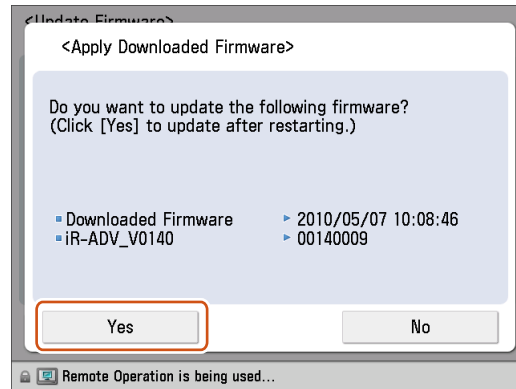 <Update Firmware>
<Apply Downloaded Firmware>
Do you want to update the following firmware?
(Click [Yes] to update after restarting.)
Downloaded Firmware 2010/05/07 10:08:46
iR-ADV_V0140 00140009
Yes No
Remote Operation is being used...